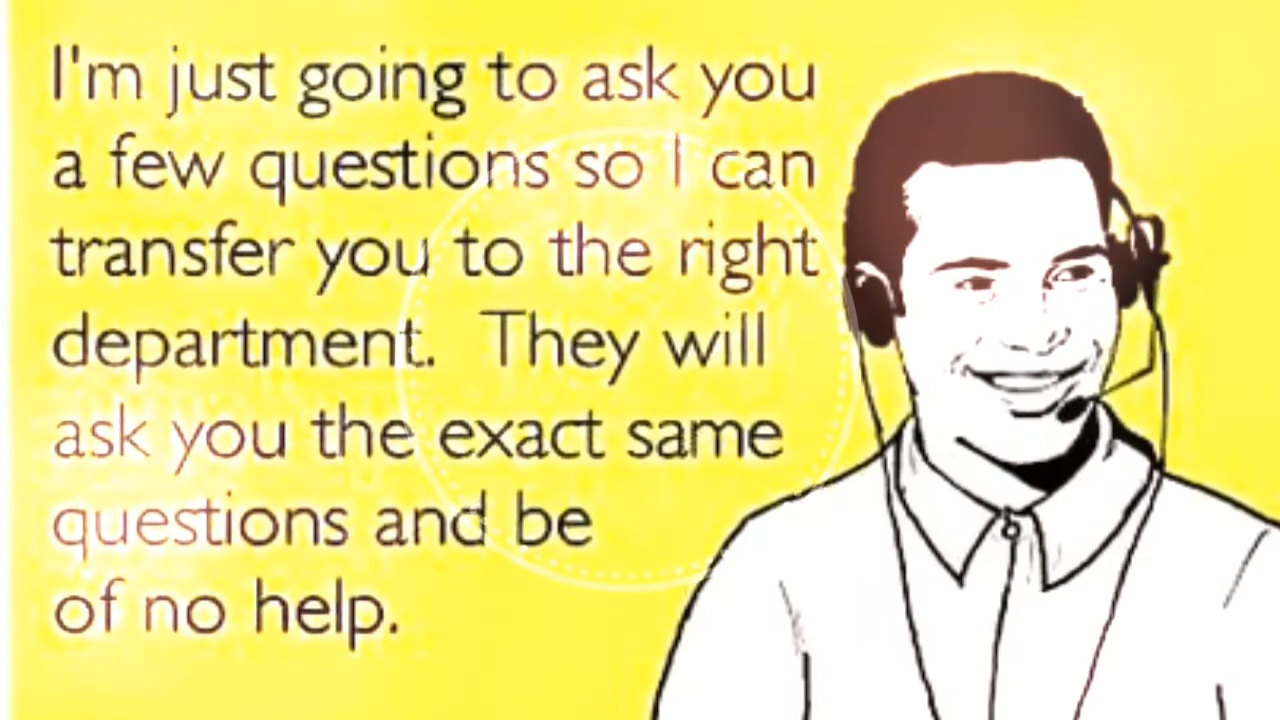 I'm just going to ask you
a few questions so I can
transfer you to the right
department. They will
ask you the exact same
questions and be
of no help.